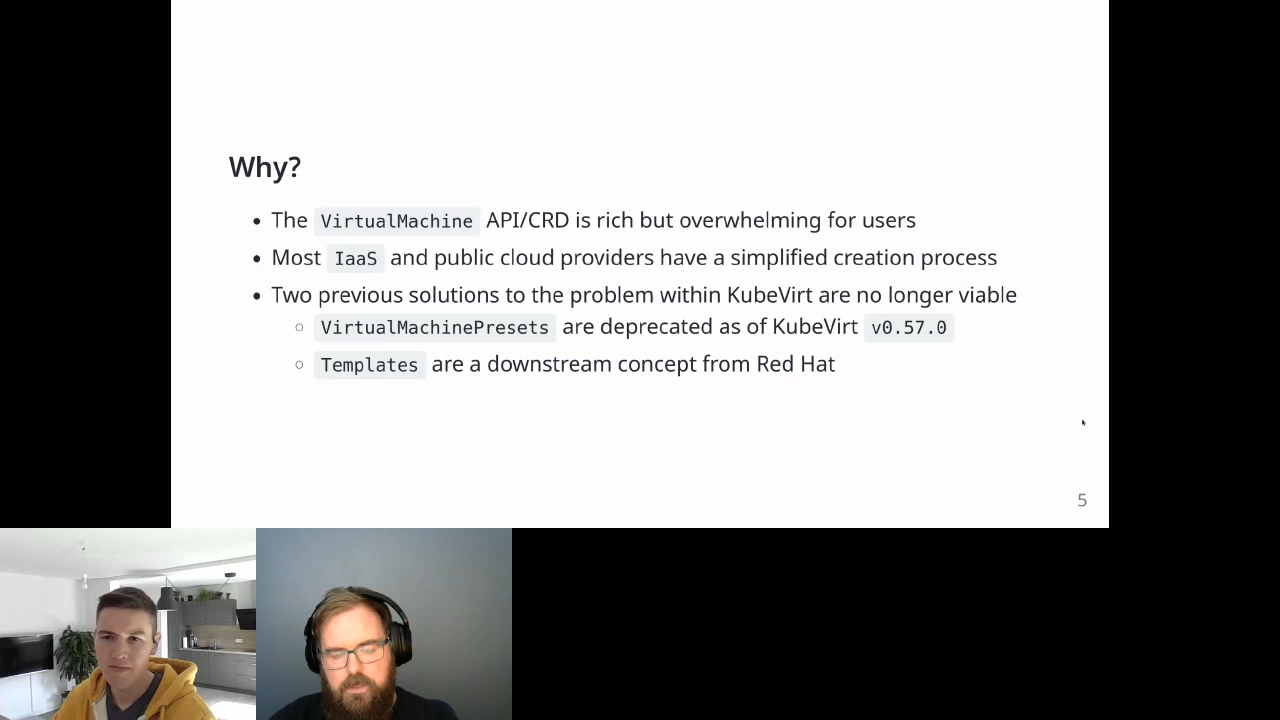 Why?
The VirtualMachine API/CRD is rich but overwhelming for users
Most IaaS and public cloud providers have a simplified creation process
Two previous solutions to the problem within KubeVirt are no longer viable
VirtualMachinePresets are deprecated as of KubeVirt v0.57.0
Templates are a downstream concept from Red Hat
5